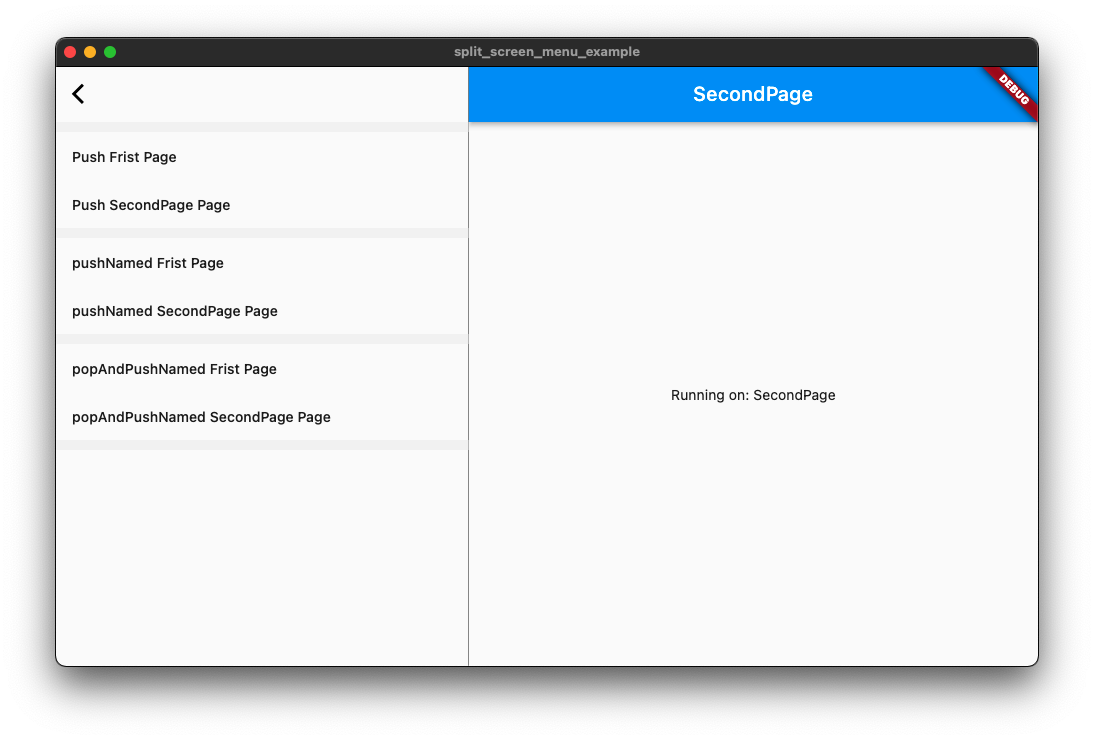 split_screen_menu_example
SecondPage
DEBUG
Push Frist Page
Push SecondPage Page
pushNamed Frist Page
pushNamed SecondPage Page
popAndPushNamed Frist Page
popAndPushNamed SecondPage Page
Running on: SecondPage